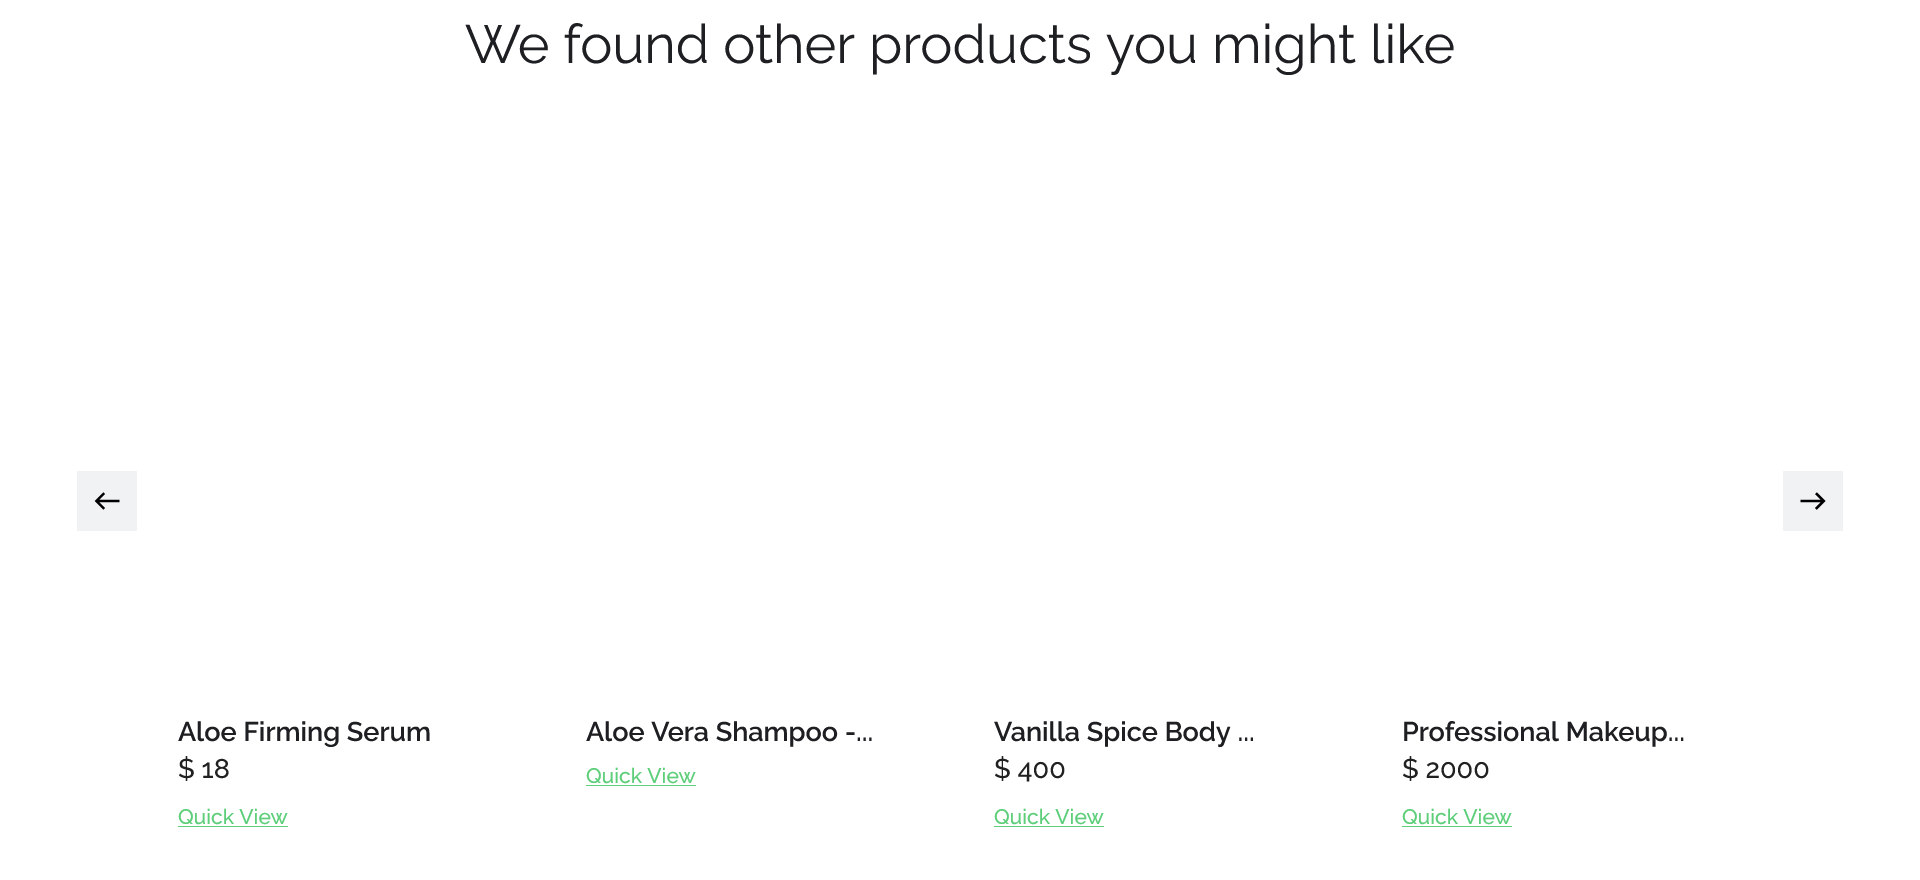 We found other products you might like
Aloe Firming Serum
$ 18
Quick View
Aloe Vera Shampoo -...
Quick View
Vanilla Spice Body ...
$ 400
Quick View
Professional Makeup...
$ 2000
Quick View